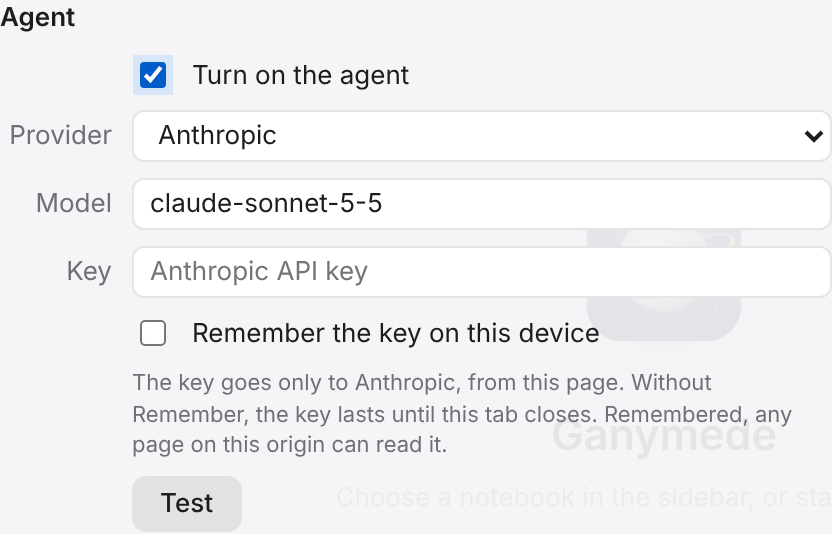 Agent
Turn on the agent
Provider Anthropic
Model claude-sonnet-5-5
Key Anthropic API key
Remember the key on this device
The key goes only to Anthropic, from this page. Without
Remember, the key lasts until this tab closes. Remembered, any
page on this origin can read it.
Ganymede
Choose a notebook in the sidebar, or sta
Test